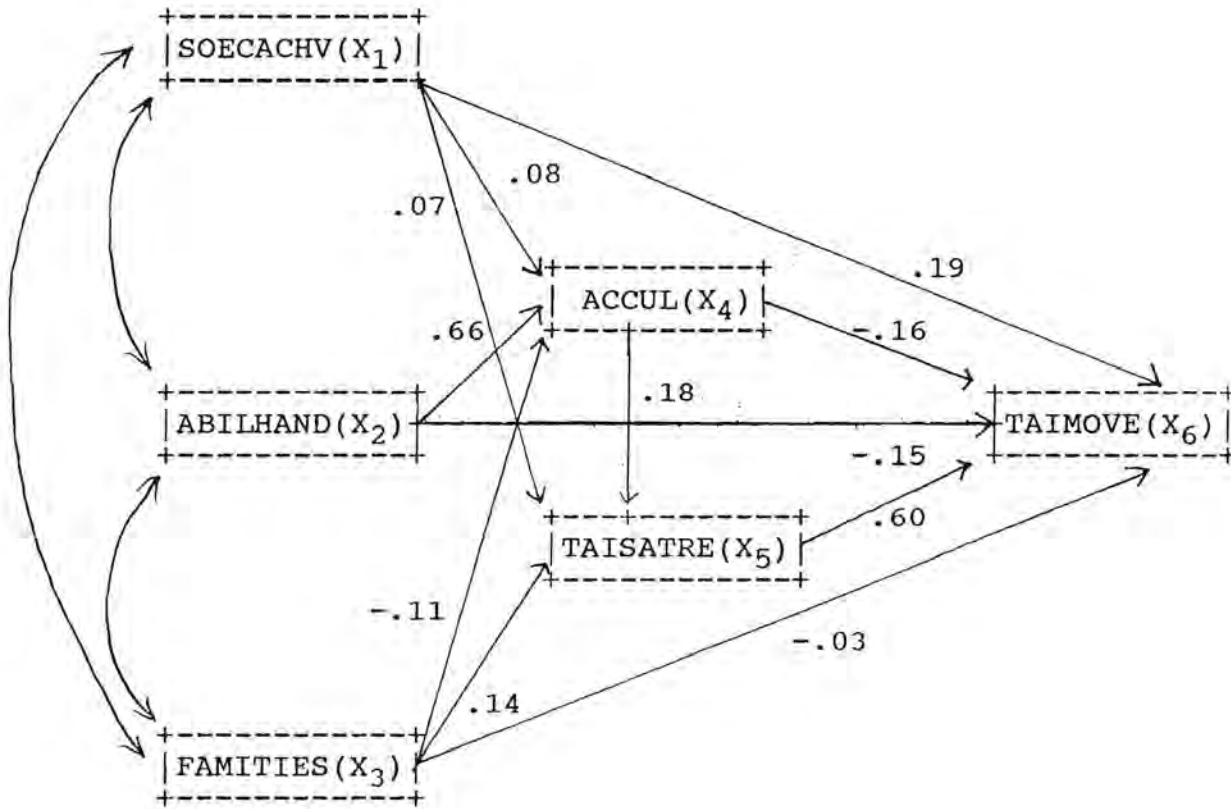 SOECACHV(X₁)
.08
.07
.19
ACCUL(X₄)
.66
-.16
.18
ABILHAND(X₂)
TAIMOVE(X₆)
-.15
.60
TAISATRE(X₅)
-.11
-.03
.14
FAMITIES(X₃)